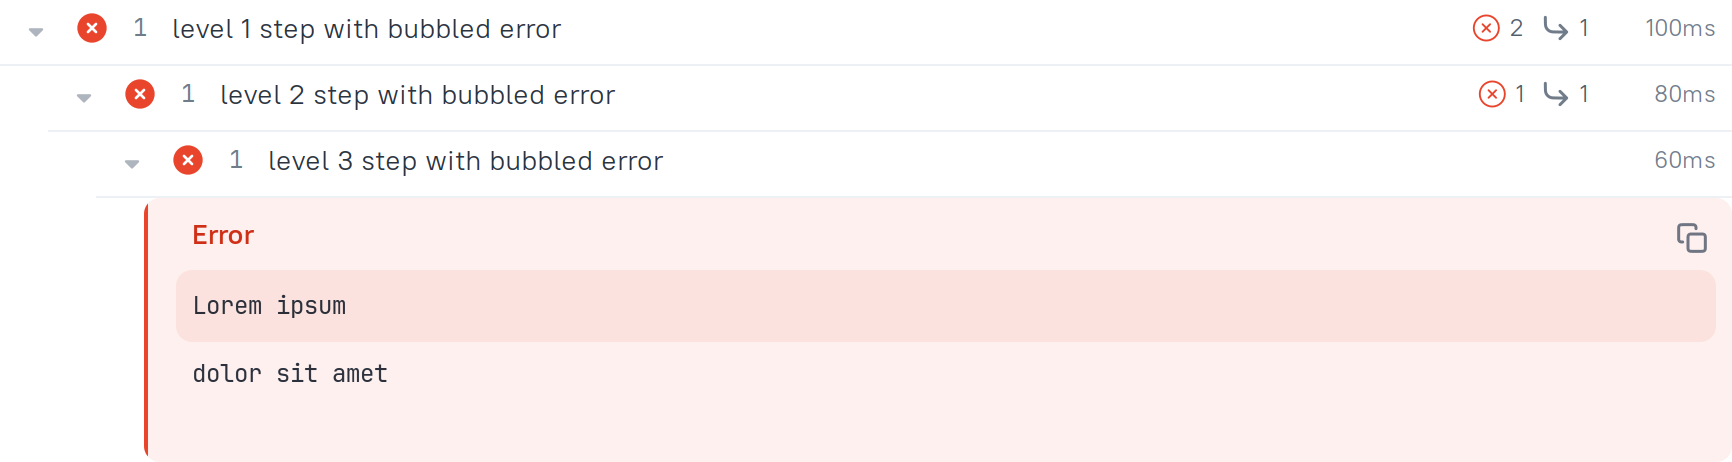 1 level 1 step with bubbled error 2 1 100ms
1 level 2 step with bubbled error 1 1 80ms
1 level 3 step with bubbled error 60ms
Error
Lorem ipsum
dolor sit amet